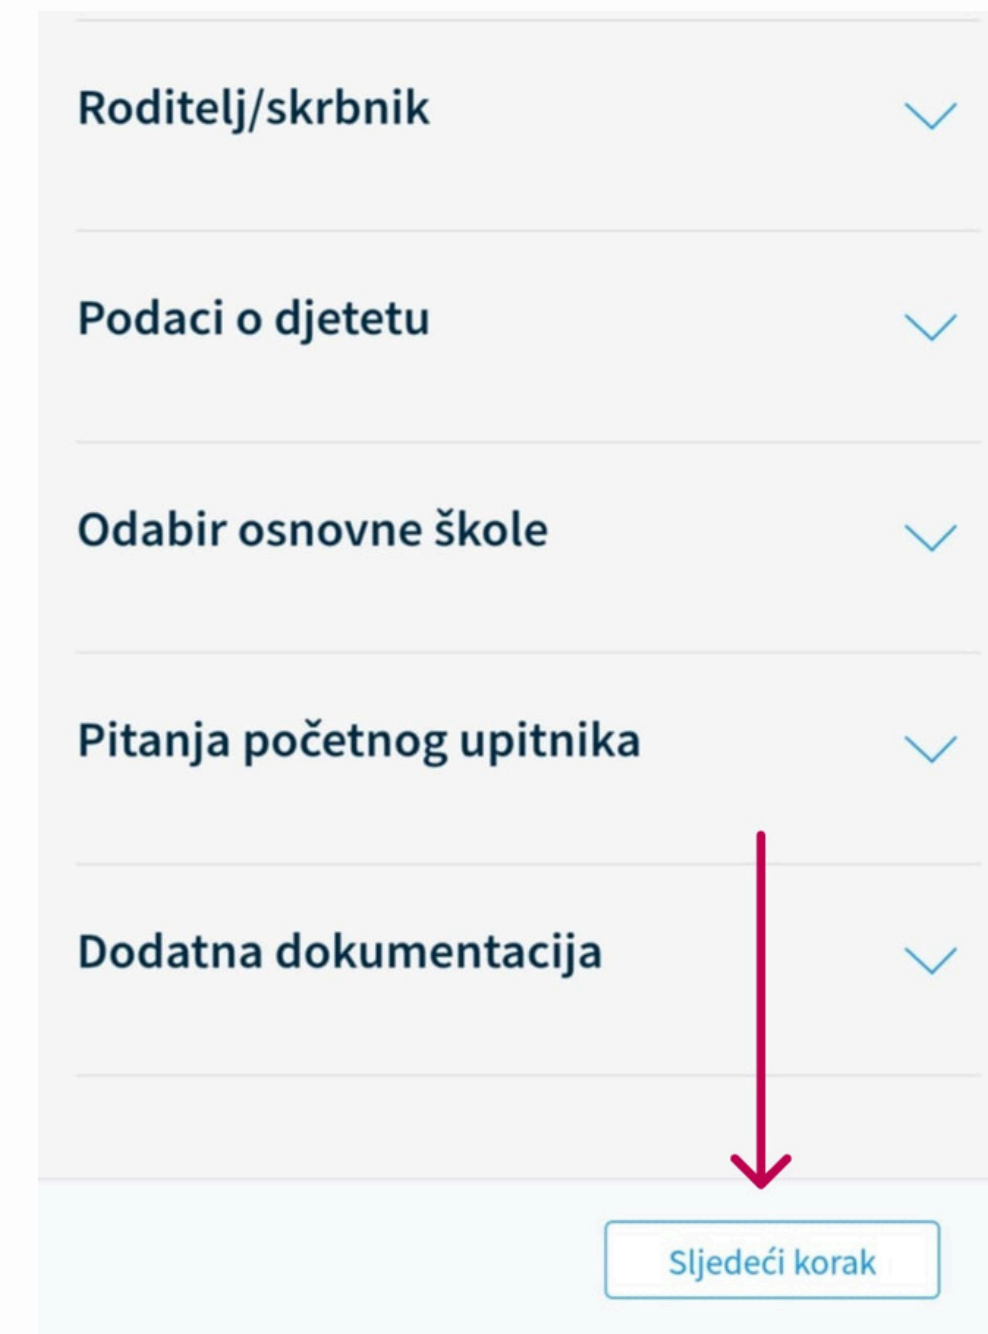 Roditelj/skrbnik
Podaci o djetetu
Odabir osnovne škole
Pitanja početnog upitnika
Dodatna dokumentacija
Sljedeći korak